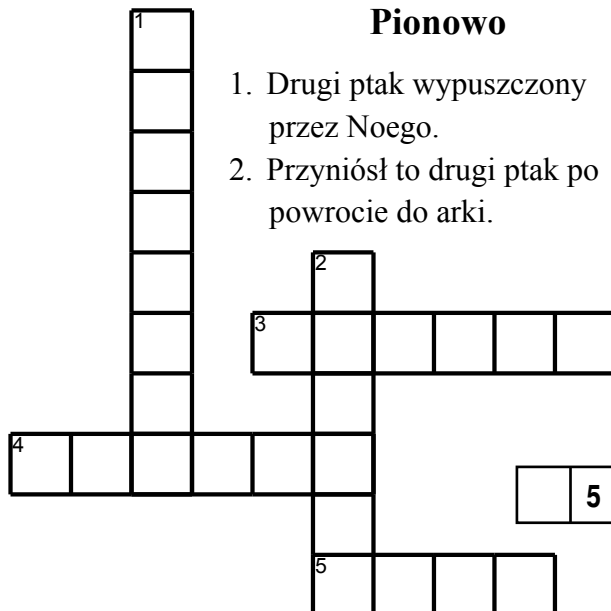 1
Pionowo
1. Drugi ptak wypuszczony
przez Noego.
2. Przyniósł to drugi ptak po
powrocie do arki.
2
3
4
5
5